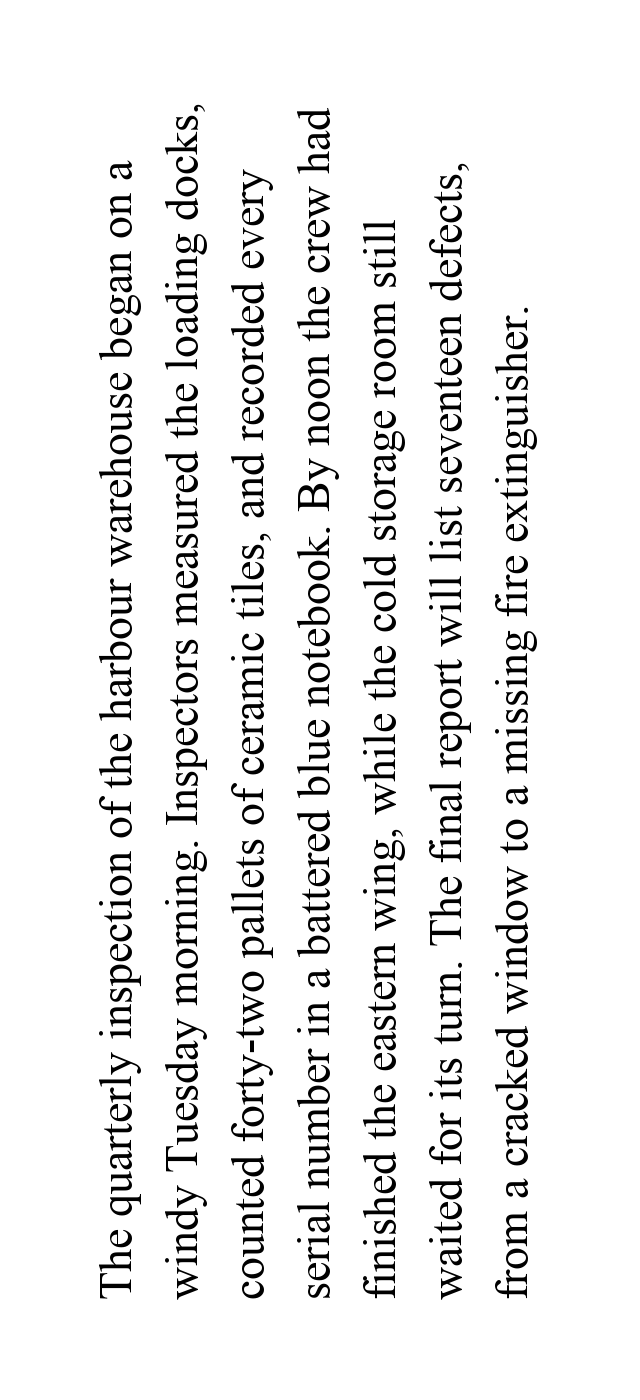 The quarterly inspection of the harbour warehouse began on a
windy Tuesday morning. Inspectors measured the loading docks,
counted forty-two pallets of ceramic tiles, and recorded every
serial number in a battered blue notebook. By noon the crew had
finished the eastern wing, while the cold storage room still
waited for its turn. The final report will list seventeen defects,
from a cracked window to a missing fire extinguisher.